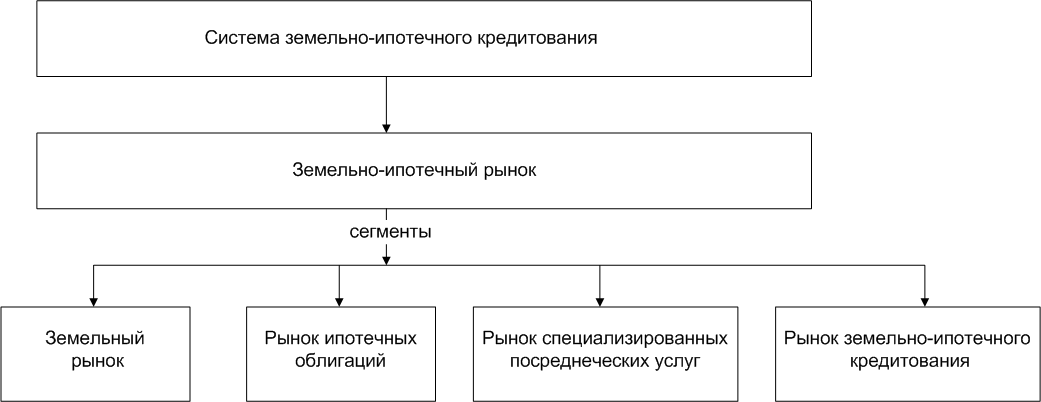 Система земельно-ипотечного кредитования
Земельно-ипотечный рынок
сегменты
Земельный
рынок
Рынок ипотечных
облигаций
Рынок специализированных
посреднеческих услуг
Рынок земельно-ипотечного
кредитования